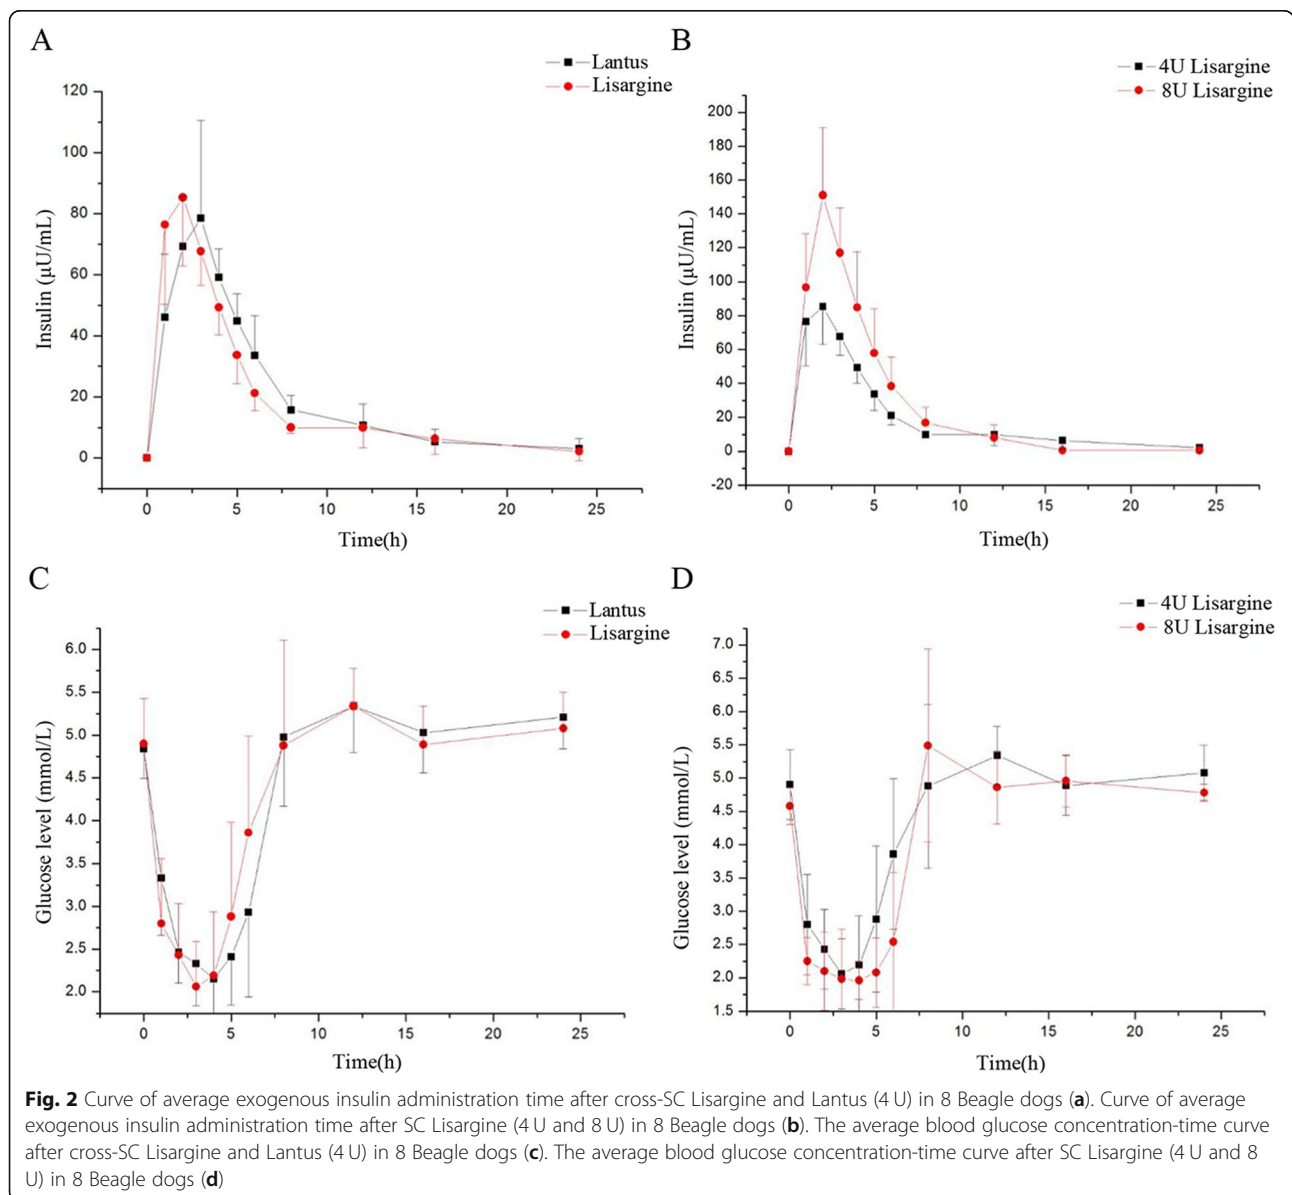 A
B
Lantus
Lisargine
4U Lisargine
8U Lisargine
120
100
80
60
40
20
0
Insulin (µU/mL)
0 5 10 15 20 25
Time(h)
200
180
160
140
120
100
80
60
40
20
0
-20
Insulin (µU/mL)
0 5 10 15 20 25
Time(h)
C
D
Lantus
Lisargine
4U Lisargine
8U Lisargine
6.0
5.5
5.0
4.5
4.0
3.5
3.0
2.5
2.0
Glucose level (mmol/L)
0 5 10 15 20 25
Time(h)
7.0
6.5
6.0
5.5
5.0
4.5
4.0
3.5
3.0
2.5
2.0
1.5
Glucose level (mmol/L)
0 5 10 15 20 25
Time(h)
Fig. 2 Curve of average exogenous insulin administration time after cross-SC Lisargine and Lantus (4 U) in 8 Beagle dogs (a). Curve of average
exogenous insulin administration time after SC Lisargine (4 U and 8 U) in 8 Beagle dogs (b). The average blood glucose concentration-time curve
after cross-SC Lisargine and Lantus (4 U) in 8 Beagle dogs (c). The average blood glucose concentration-time curve after SC Lisargine (4 U and 8
U) in 8 Beagle dogs (d)